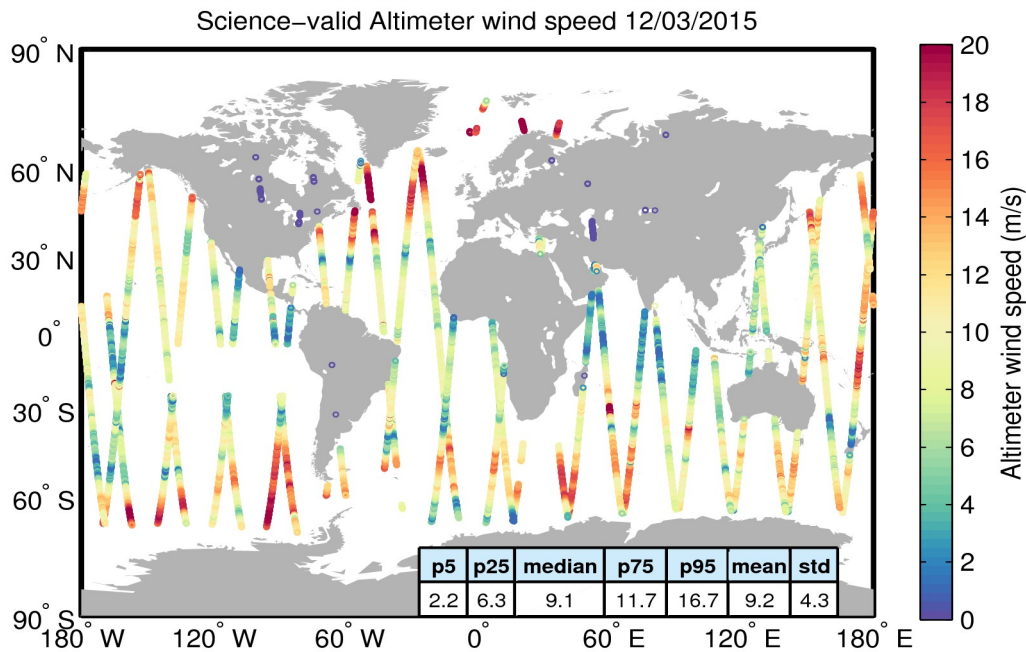 Science−valid Altimeter wind speed 12/03/2015
90° N
60° N
30° N
0°
30° S
60° S
90° S
180° W
120° W
60° W
0°
60° E
120° E
180° E
p5 p25 median p75 p95 mean std
2.2 6.3 9.1 11.7 16.7 9.2 4.3
20
18
16
14
12
10
8
6
4
2
0
Altimeter wind speed (m/s)